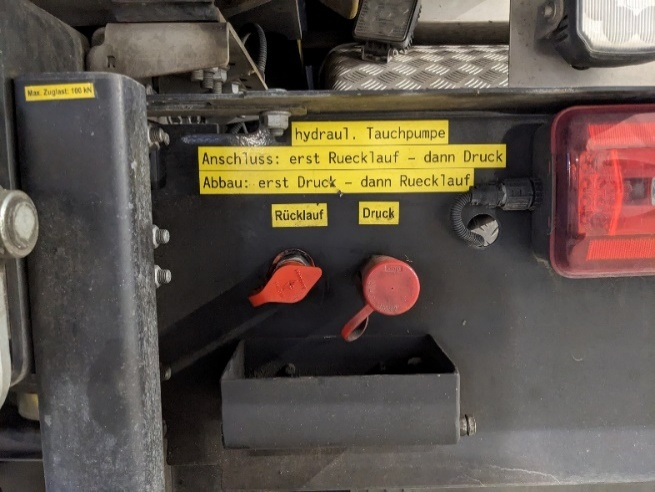 Max. Zuglast: 100 kN
hydraul. Tauchpumpe
Anschluss: erst Ruecklauf - dann Druck
Abbau: erst Druck - dann Ruecklauf
Rücklauf
Druck